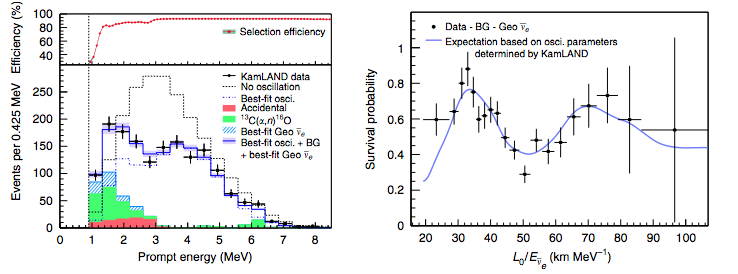 Efficiency (%)
100
80
60
40
Selection efficiency
Events per 0.425 MeV
250
200
150
100
50
0
KamLAND data
No oscillation
Best-fit osci.
Accidental
¹³C(α,n)¹⁶O
Best-fit Geo ν̅ₑ
Best-fit osci. + BG
+ best-fit Geo ν̅ₑ
0 1 2 3 4 5 6 7 8
Prompt energy (MeV)
Survival probability
1
0.8
0.6
0.4
0.2
0
Data - BG - Geo ν̅ₑ
Expectation based on osci. parameters
determined by KamLAND
20 30 40 50 60 70 80 90 100
L₀/Eν̅ₑ (km MeV⁻¹)